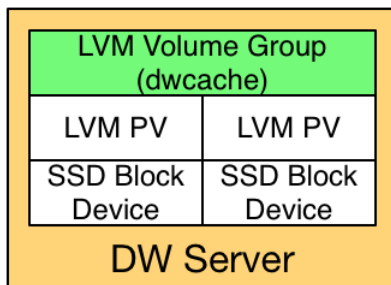 LVM Volume Group
(dwcache)
LVM PV LVM PV
SSD Block SSD Block
Device Device
DW Server